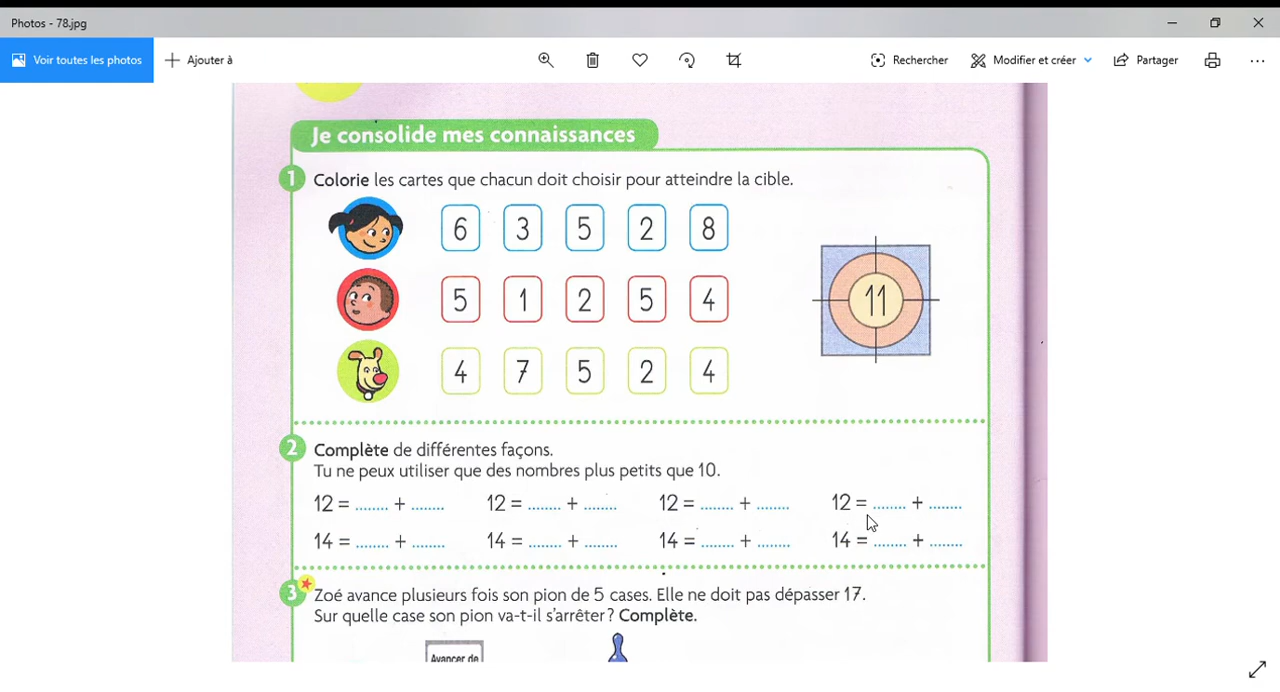 Photos - 78.jpg
Voir toutes les photos
Ajouter à
Rechercher
Modifier et créer
Partager
Je consolide mes connaissances
1 Colorie les cartes que chacun doit choisir pour atteindre la cible.
6 3 5 2 8
5 1 2 5 4
11
4 7 5 2 4
2 Complète de différentes façons.
Tu ne peux utiliser que des nombres plus petits que 10.
12 = ........ + ........ 12 = ........ + ........ 12 = ........ + ........ 12 = ........ + ........
14 = ........ + ........ 14 = ........ + ........ 14 = ........ + ........ 14 = ........ + ........
3 Zoé avance plusieurs fois son pion de 5 cases. Elle ne doit pas dépasser 17.
Sur quelle case son pion va-t-il s'arrêter ? Complète.
Avancer de